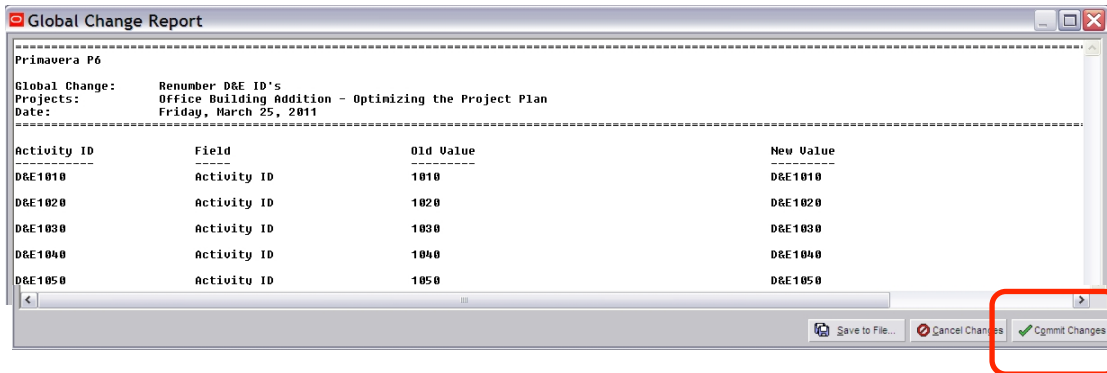 Global Change Report
Primavera P6
Global Change: Renumber D&E ID's
Projects: Office Building Addition - Optimizing the Project Plan
Date: Friday, March 25, 2011
Activity ID Field Old Value New Value
D&E1010 Activity ID 1010 D&E1010
D&E1020 Activity ID 1020 D&E1020
D&E1030 Activity ID 1030 D&E1030
D&E1040 Activity ID 1040 D&E1040
D&E1050 Activity ID 1050 D&E1050
Save to File... Cancel Changes Commit Changes